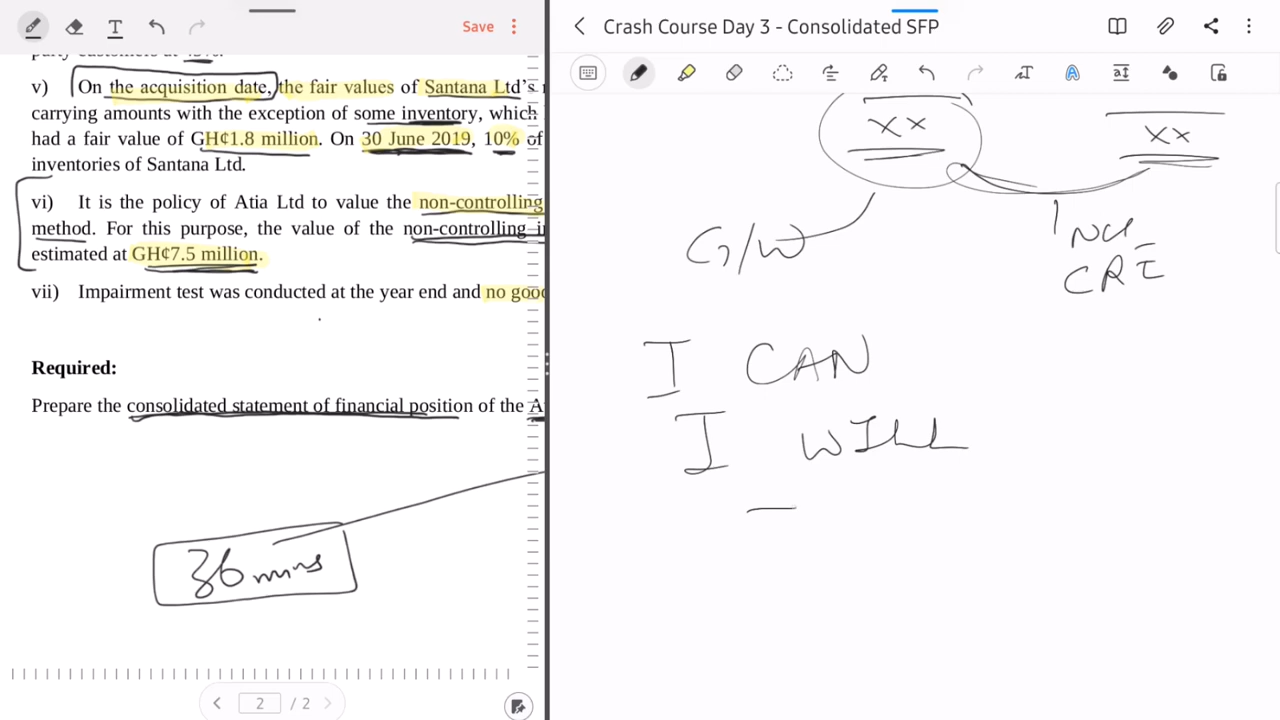 Save
v) On the acquisition date, the fair values of Santana Ltd's
carrying amounts with the exception of some inventory, which
had a fair value of GH¢1.8 million. On 30 June 2019, 10% of
inventories of Santana Ltd.
vi) It is the policy of Atia Ltd to value the non-controlling
method. For this purpose, the value of the non-controlling
estimated at GH¢7.5 million.
vii) Impairment test was conducted at the year end and no
Required:
Prepare the consolidated statement of financial position of the A
36 mins
2 / 2
Crash Course Day 3 - Consolidated SFP
xx
xx
G/W
NCI
CRE
I CAN
I WILL